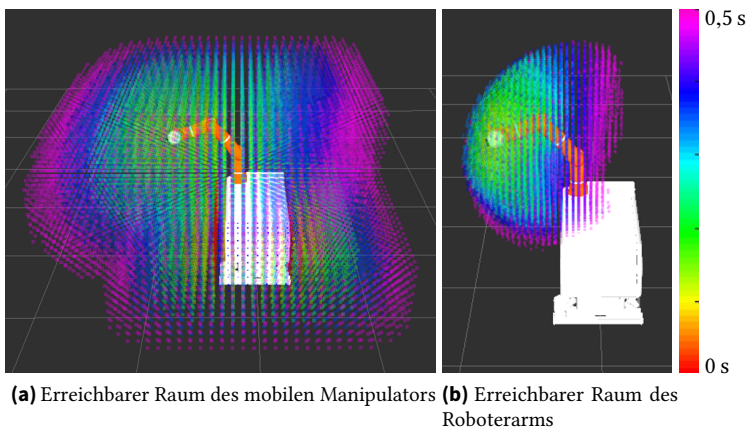 0,5 s
0 s
(a) Erreichbarer Raum des mobilen Manipulators
(b) Erreichbarer Raum des
Roboterarms